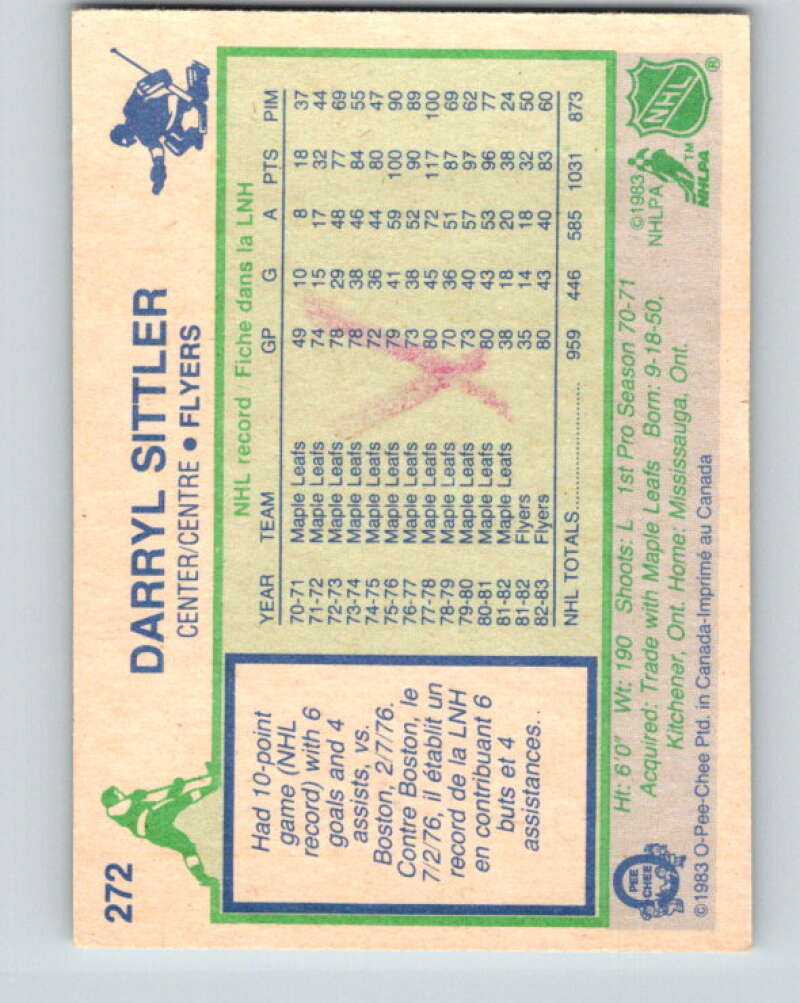 272
DARRYL SITTLER
CENTER/CENTRE • FLYERS
Had 10-point
game (NHL
record) with 6
goals and 4
assists, vs.
Boston, 2/7/76.
Contre Boston, le
7/2/76, il établit un
record de la LNH
en contribuant 6
buts et 4
assistances..
NHL record Fiche dans la LNH
YEAR TEAM GP G A PTS PIM
70-71 Maple Leafs 49 10 8 18 37
71-72 Maple Leafs 74 15 17 32 44
72-73 Maple Leafs 78 29 48 77 69
73-74 Maple Leafs 78 38 46 84 55
74-75 Maple Leafs 72 36 44 80 47
75-76 Maple Leafs 79 41 59 100 90
76-77 Maple Leafs 73 38 52 90 89
77-78 Maple Leafs 80 45 72 117 100
78-79 Maple Leafs 70 36 51 87 69
79-80 Maple Leafs 73 40 57 97 62
80-81 Maple Leafs 80 43 53 96 77
81-82 Maple Leafs 38 18 20 38 24
81-82 Flyers 35 14 18 32 50
82-83 Flyers 80 43 40 83 60
NHL TOTALS.................. 959 446 585 1031 873
Ht: 6'0" Wt: 190 Shoots: L 1st Pro Season 70-71
Acquired: Trade with Maple Leafs Born: 9-18-50,
Kitchener, Ont. Home: Mississauga, Ont.
©1983 O-Pee-Chee Ptd. in Canada-Imprimé au Canada
O PEE CHEE
©1983
NHLPA
NHLPA TM
NHL ®